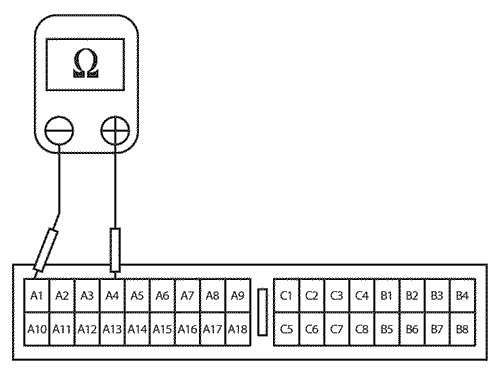 Ω
− +
A1 A2 A3 A4 A5 A6 A7 A8 A9 C1 C2 C3 C4 B1 B2 B3 B4
A10 A11 A12 A13 A14 A15 A16 A17 A18 C5 C6 C7 C8 B5 B6 B7 B8